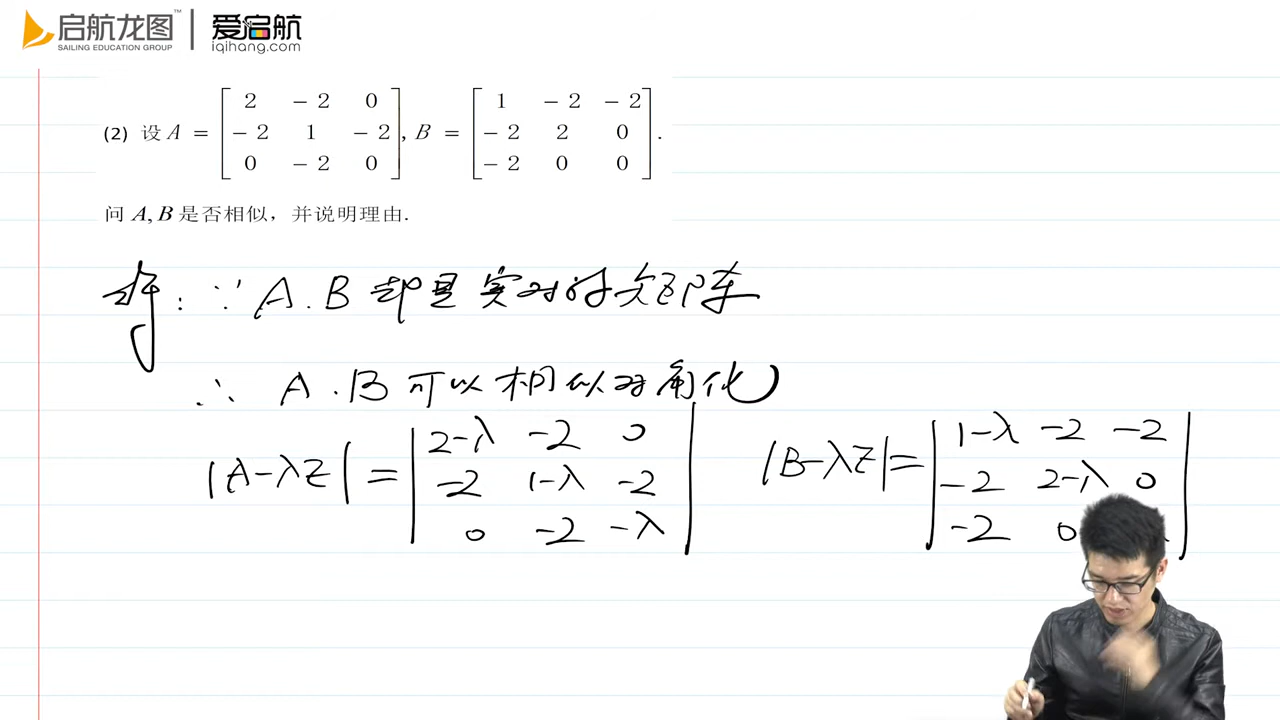 启航龙图™ | 爱启航
SAILING EDUCATION GROUP iqihang.com
(2) 设 A = [ 2 −2 0 ; −2 1 −2 ; 0 −2 0 ], B = [ 1 −2 −2 ; −2 2 0 ; −2 0 0 ].
问 A, B 是否相似，并说明理由.
解：∵ A.B 都是实对称矩阵
∴ A.B 可以相似对角化
|A-λE| = | 2-λ -2 0 ; -2 1-λ -2 ; 0 -2 -λ | |B-λE| = | 1-λ -2 -2 ; -2 2-λ 0 ; -2 0